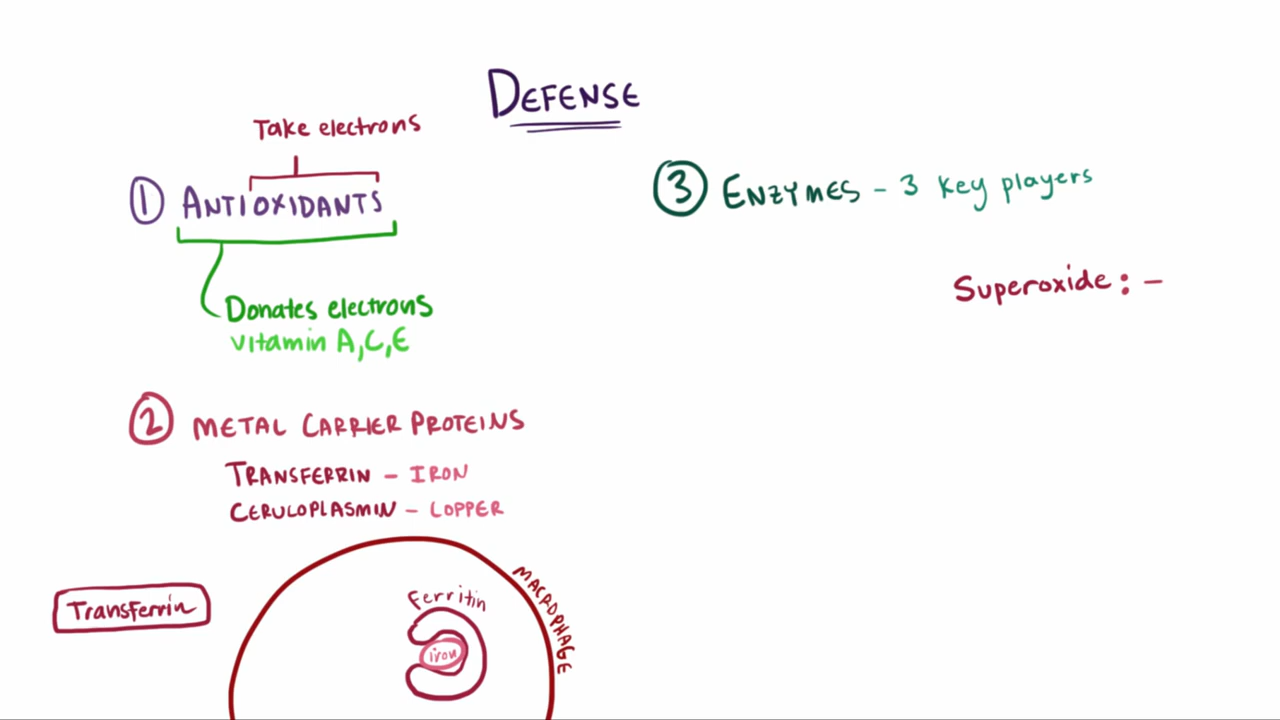 DEFENSE
Take electrons
1 ANTIOXIDANTS
Donates electrons
vitamin A,C,E
2 METAL CARRIER PROTEINS
TRANSFERRIN - IRON
CERULOPLASMIN - COPPER
Transferrin
Ferritin
iron
MACROPHAGE
3 ENZYMES - 3 key players
Superoxide: -